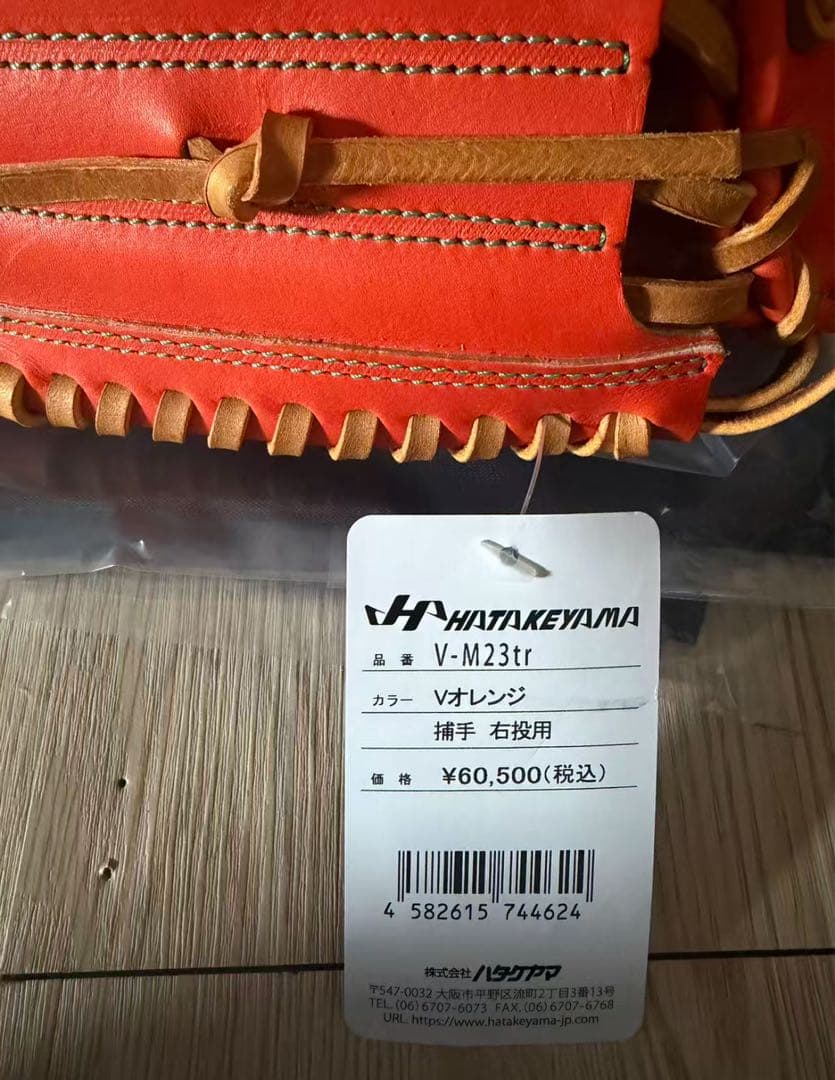 HATAKEYAMA
品番 V-M23tr
カラー Vオレンジ
捕手 右投用
価格 ¥60,500(税込)
4 582615 744624
株式会社 ハタケヤマ
〒547-0032 大阪市平野区流町2丁目3番13号
TEL.(06)6707-6073 FAX.(06)6707-6768
URL. https://www.hatakeyama-jp.com